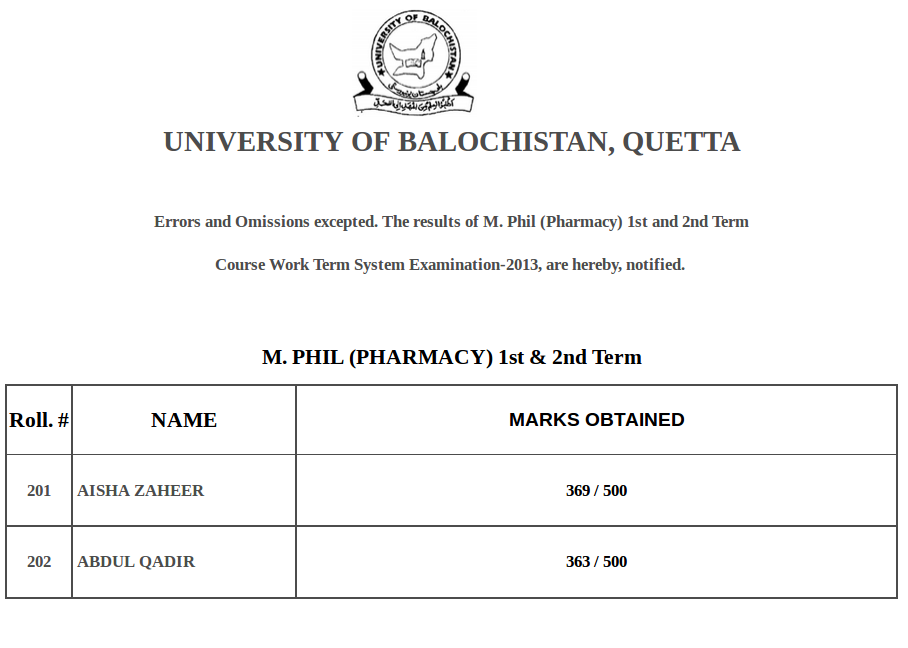 UNIVERSITY OF BALOCHISTAN
UNIVERSITY OF BALOCHISTAN, QUETTA
Errors and Omissions excepted. The results of M. Phil (Pharmacy) 1st and 2nd Term
Course Work Term System Examination-2013, are hereby, notified.
M. PHIL (PHARMACY) 1st & 2nd Term
Roll. # NAME MARKS OBTAINED
201 AISHA ZAHEER 369 / 500
202 ABDUL QADIR 363 / 500